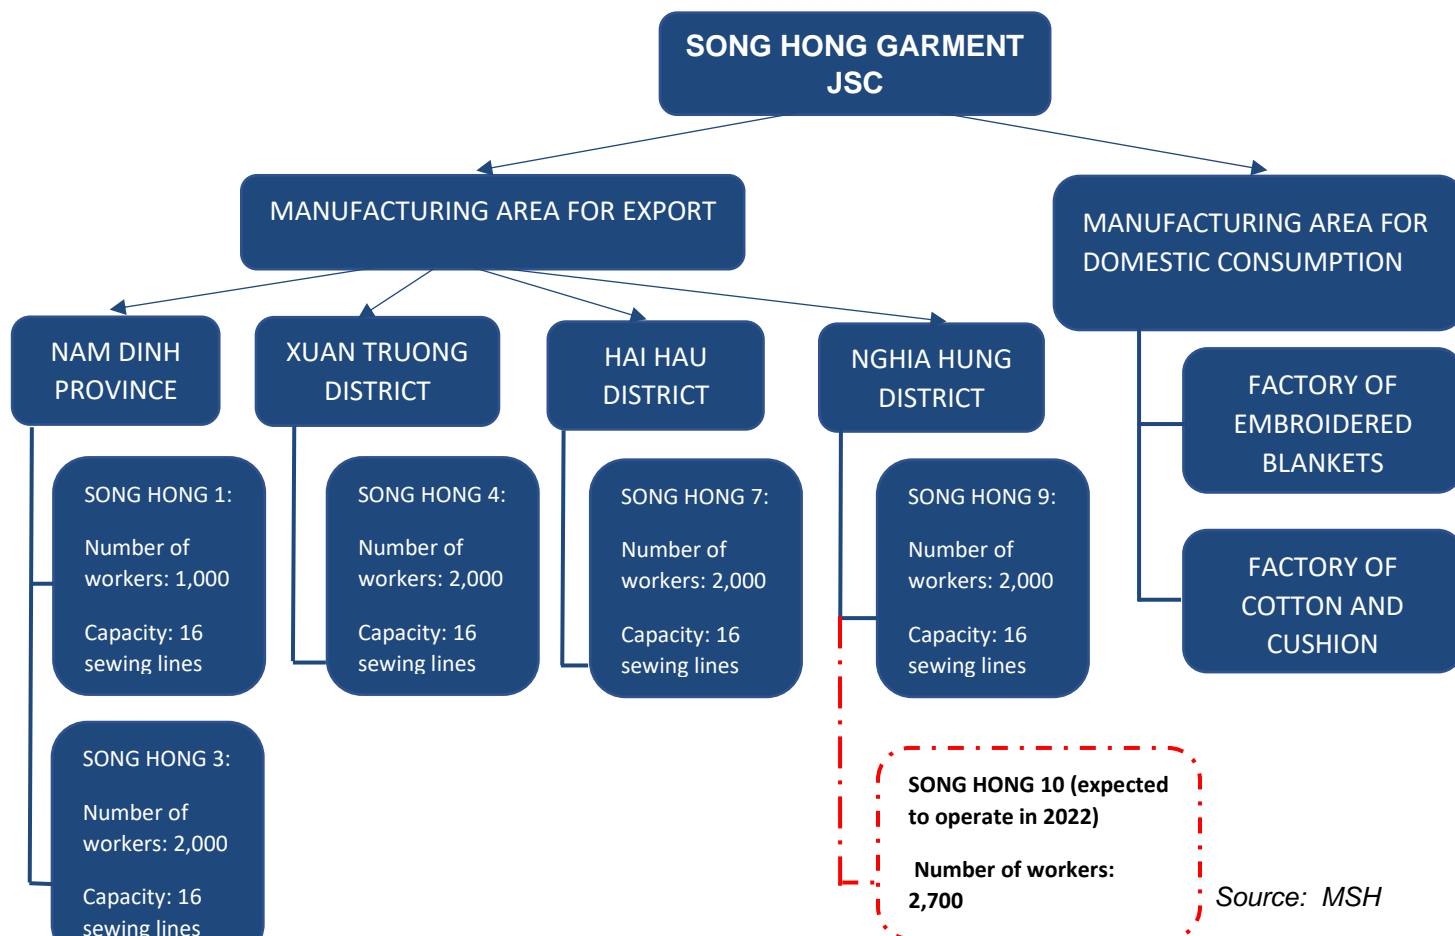 SONG HONG GARMENT
JSC
MANUFACTURING AREA FOR EXPORT
MANUFACTURING AREA FOR
DOMESTIC CONSUMPTION
NAM DINH
PROVINCE
XUAN TRUONG
DISTRICT
HAI HAU
DISTRICT
NGHIA HUNG
DISTRICT
FACTORY OF
EMBROIDERED
BLANKETS
FACTORY OF
COTTON AND
CUSHION
SONG HONG 1:
Number of
workers: 1,000
Capacity: 16
sewing lines
SONG HONG 4:
Number of
workers: 2,000
Capacity: 16
sewing lines
SONG HONG 7:
Number of
workers: 2,000
Capacity: 16
sewing lines
SONG HONG 9:
Number of
workers: 2,000
Capacity: 16
sewing lines
SONG HONG 3:
Number of
workers: 2,000
Capacity: 16
sewing lines
SONG HONG 10 (expected
to operate in 2022)
Number of workers:
2,700
Source: MSH